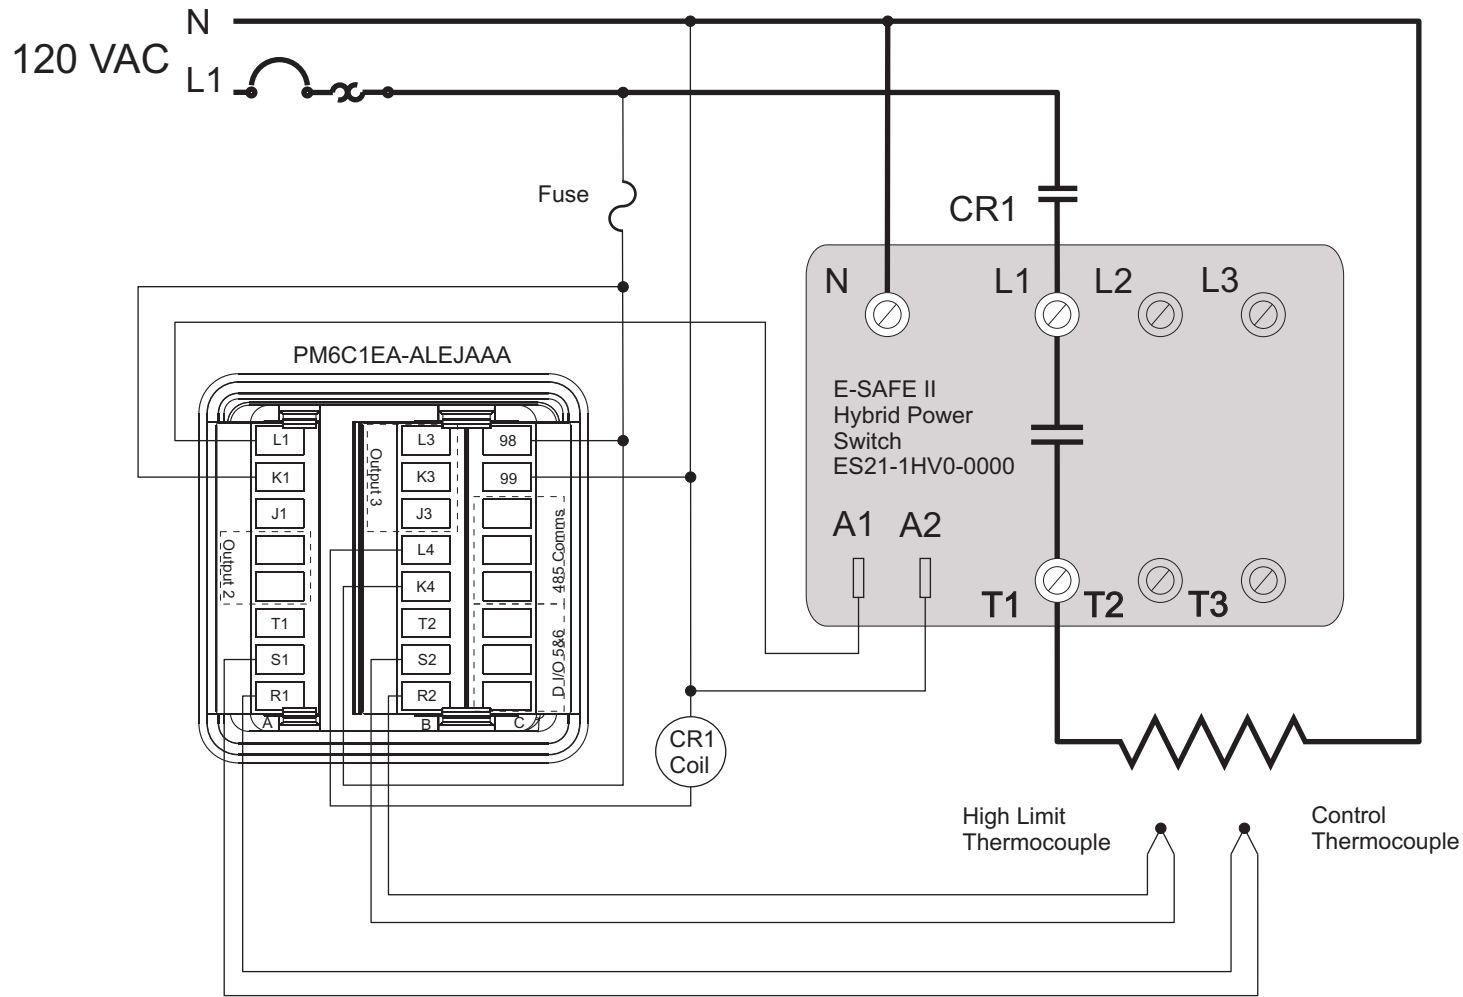 N
120 VAC
L1
Fuse
CR1
PM6C1EA-ALEJAAA
N
L1
L2
L3
E-SAFE II
Hybrid Power
Switch
ES21-1HV0-0000
A1
A2
T1
T2
T3
L1
K1
J1
Output 2
T1
S1
R1
A
Output 3
L3
K3
J3
L4
K4
T2
S2
R2
B
98
99
485 Comms
D I/O 5&6
C
CR1
Coil
High Limit
Thermocouple
Control
Thermocouple